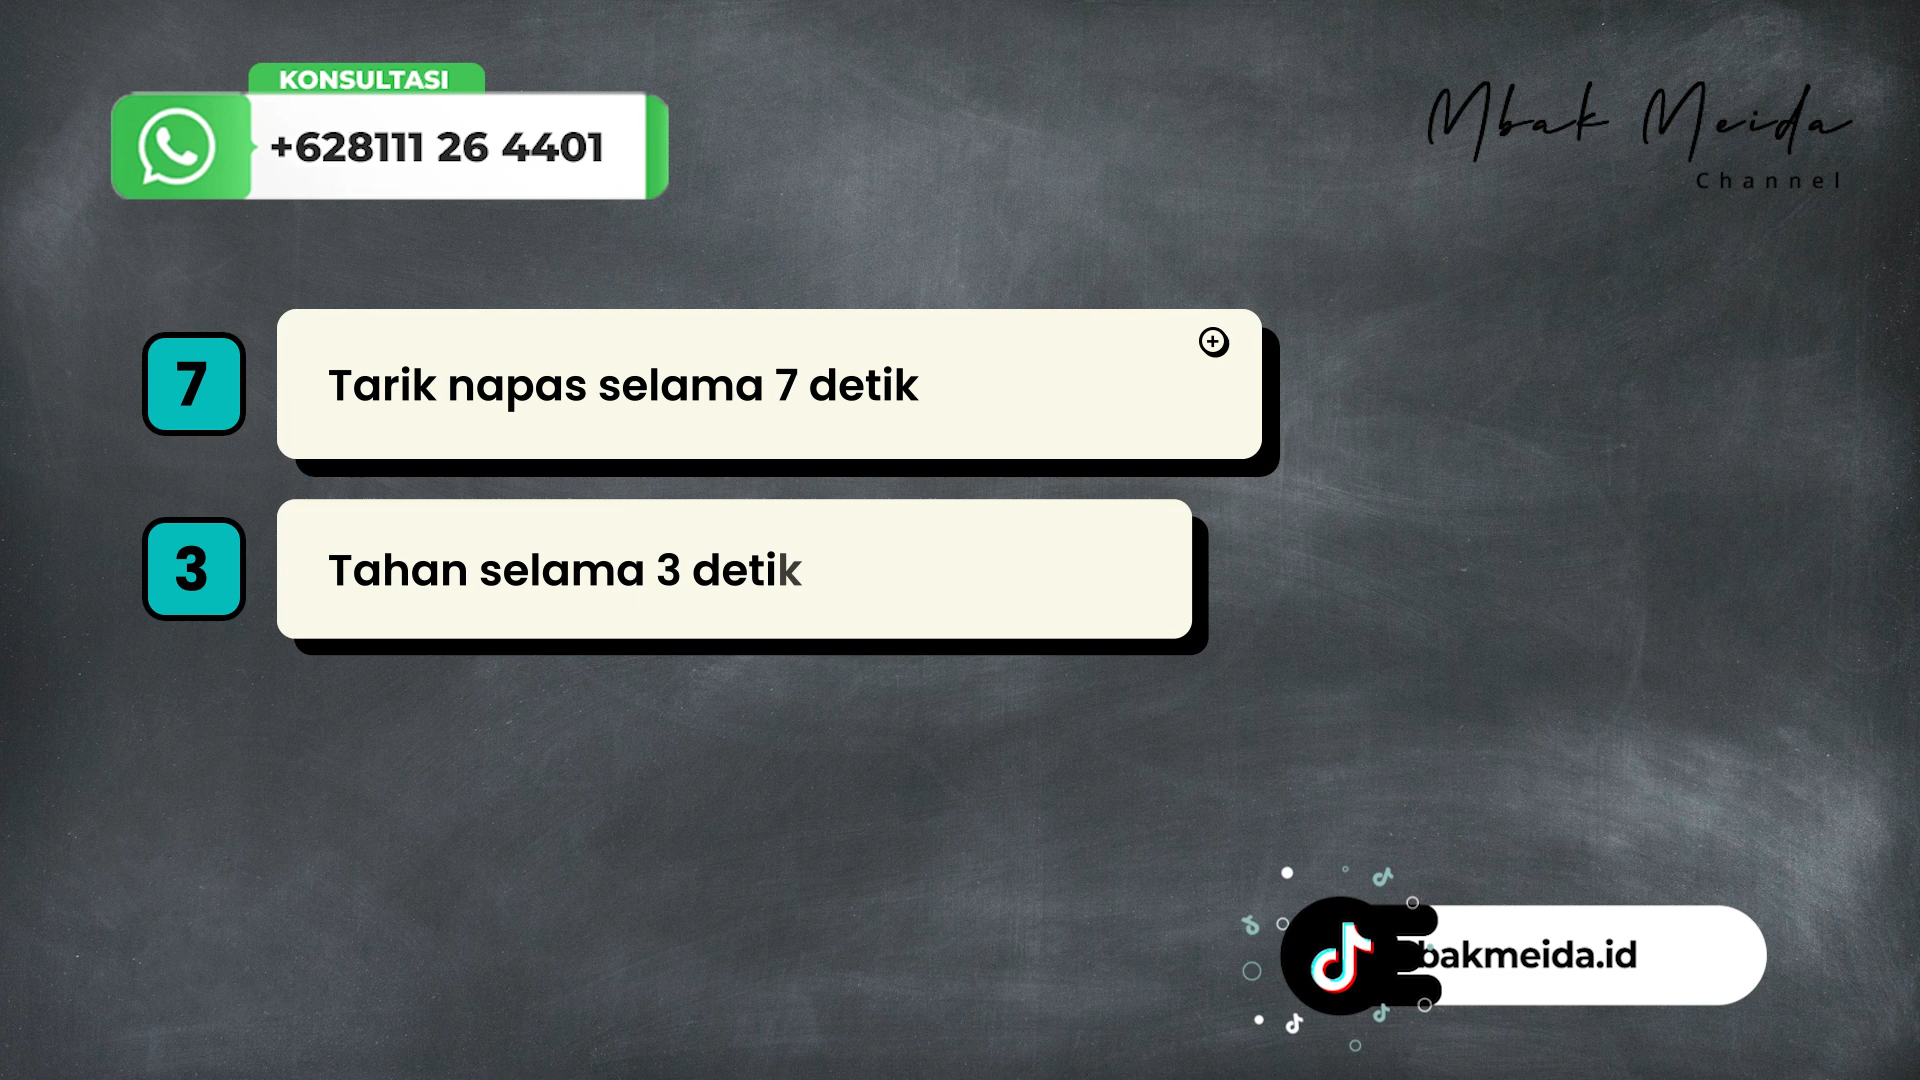 KONSULTASI
+628111 26 4401
Mbak Meida
Channel
7
Tarik napas selama 7 detik
3
Tahan selama 3 detik
bakmeida.id